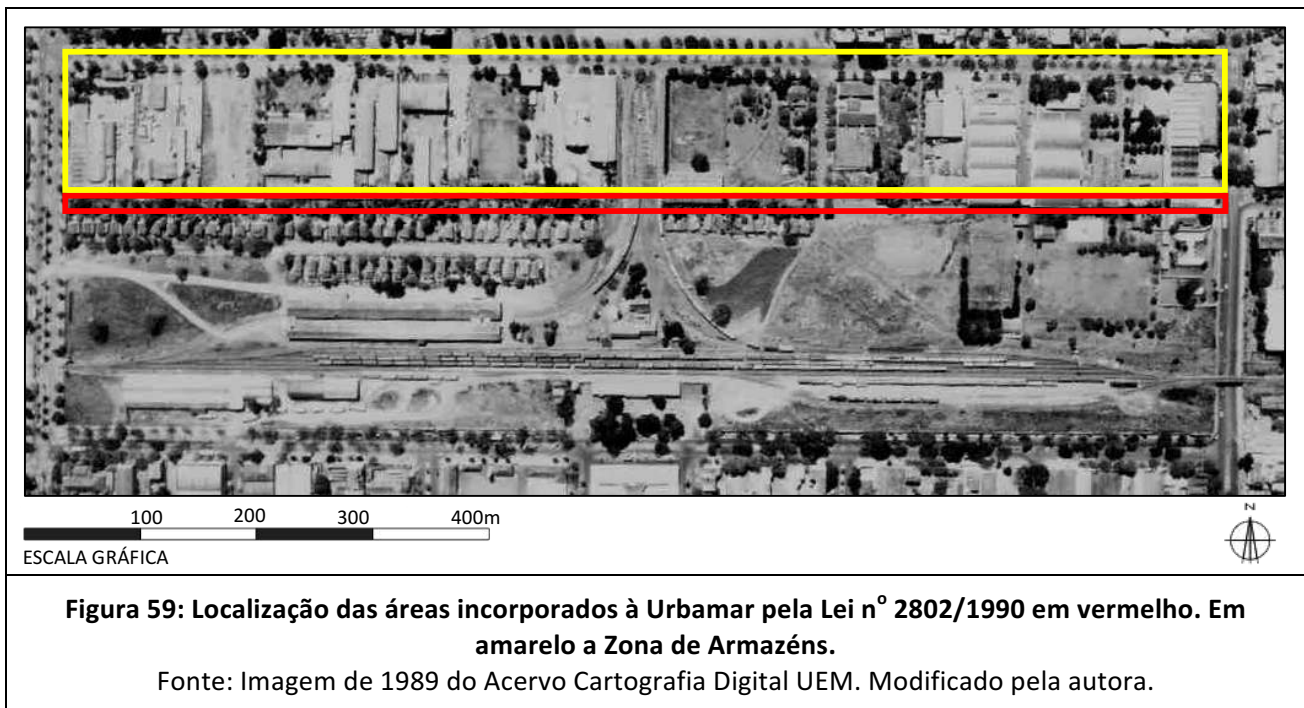 100 200 300 400m
N
ESCALA GRÁFICA
Figura 59: Localização das áreas incorporados à Urbamar pela Lei nº 2802/1990 em vermelho. Em
amarelo a Zona de Armazéns.
Fonte: Imagem de 1989 do Acervo Cartografia Digital UEM. Modificado pela autora.